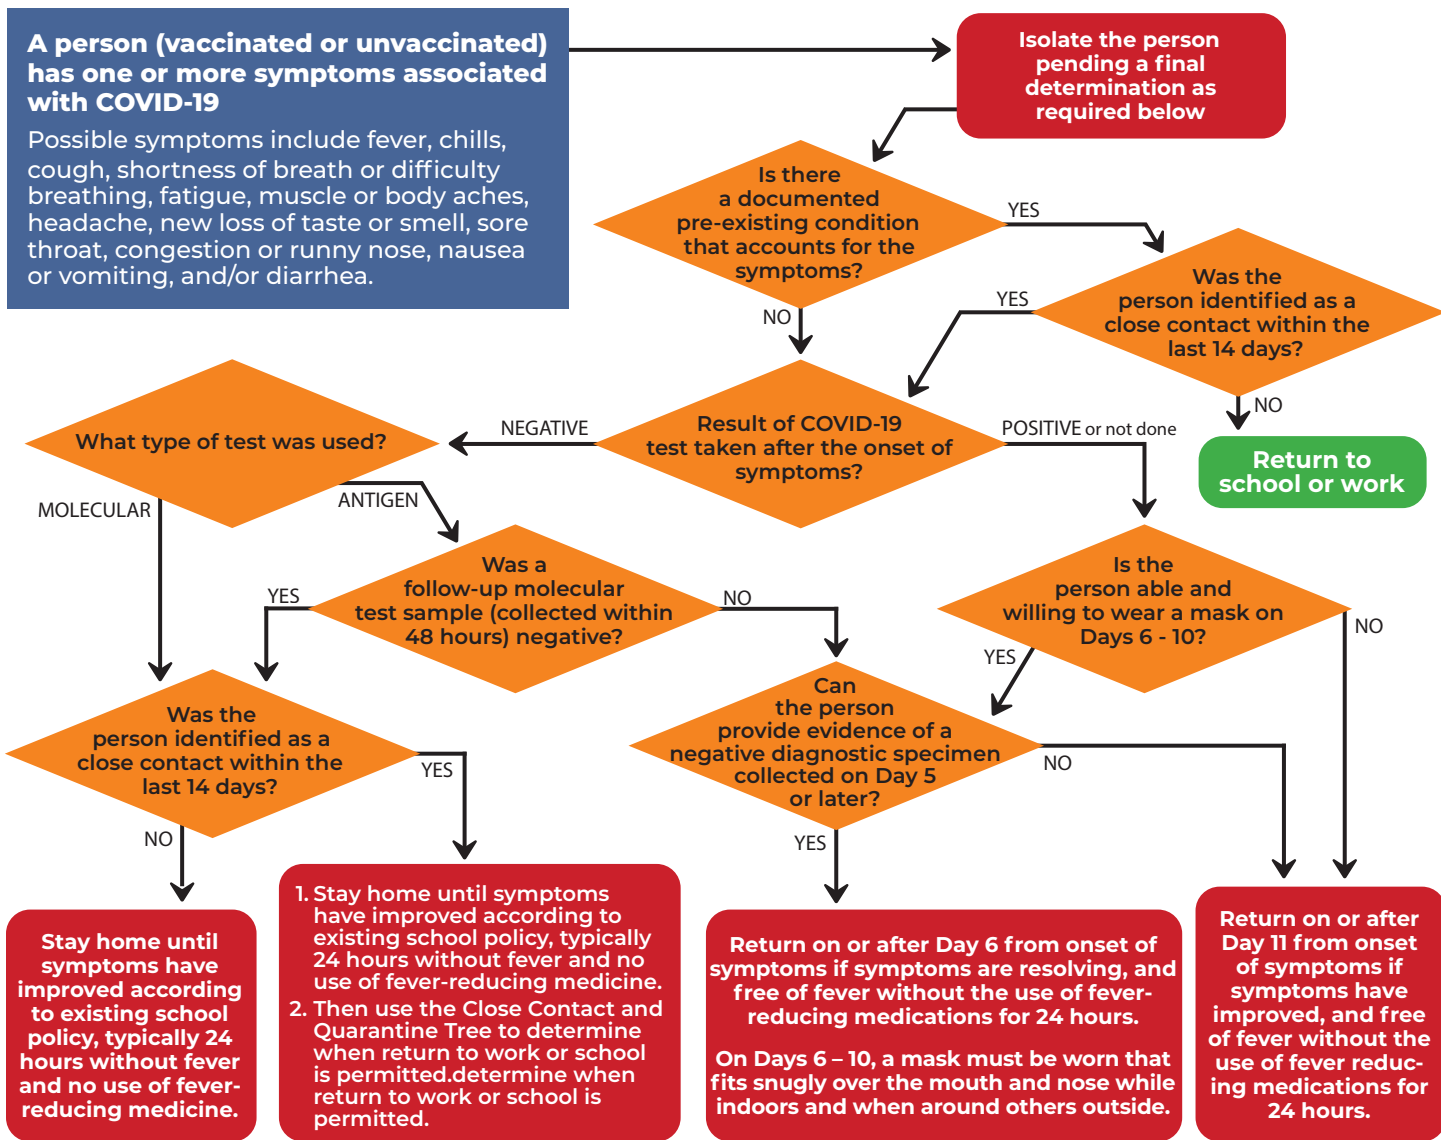 A person (vaccinated or unvaccinated)
has one or more symptoms associated
with COVID-19
Possible symptoms include fever, chills,
cough, shortness of breath or difficulty
breathing, fatigue, muscle or body aches,
headache, new loss of taste or smell, sore
throat, congestion or runny nose, nausea
or vomiting, and/or diarrhea.
Isolate the person
pending a final
determination as
required below
Is there
a documented
pre-existing condition
that accounts for the
symptoms?
YES
NO
Was the
person identified as a
close contact within the
last 14 days?
YES
NO
Return to
school or work
Result of COVID-19
test taken after the onset of
symptoms?
NEGATIVE
POSITIVE or not done
What type of test was used?
MOLECULAR
ANTIGEN
Was a
follow-up molecular
test sample (collected within
48 hours) negative?
YES
NO
Is the
person able and
willing to wear a mask on
Days 6 - 10?
YES
NO
Was the
person identified as a
close contact within the
last 14 days?
YES
NO
Can
the person
provide evidence of a
negative diagnostic specimen
collected on Day 5
or later?
NO
YES
Stay home until
symptoms have
improved according
to existing school
policy, typically 24
hours without fever
and no use of fever-
reducing medicine.
1. Stay home until symptoms
have improved according to
existing school policy, typically
24 hours without fever and no
use of fever-reducing medicine.
2. Then use the Close Contact and
Quarantine Tree to determine
when return to work or school
is permitted.determine when
return to work or school is
permitted.
Return on or after Day 6 from onset of
symptoms if symptoms are resolving, and
free of fever without the use of fever-
reducing medications for 24 hours.
On Days 6 – 10, a mask must be worn that
fits snugly over the mouth and nose while
indoors and when around others outside.
Return on or after
Day 11 from onset
of symptoms if
symptoms have
improved, and free
of fever without the
use of fever reduc-
ing medications for
24 hours.